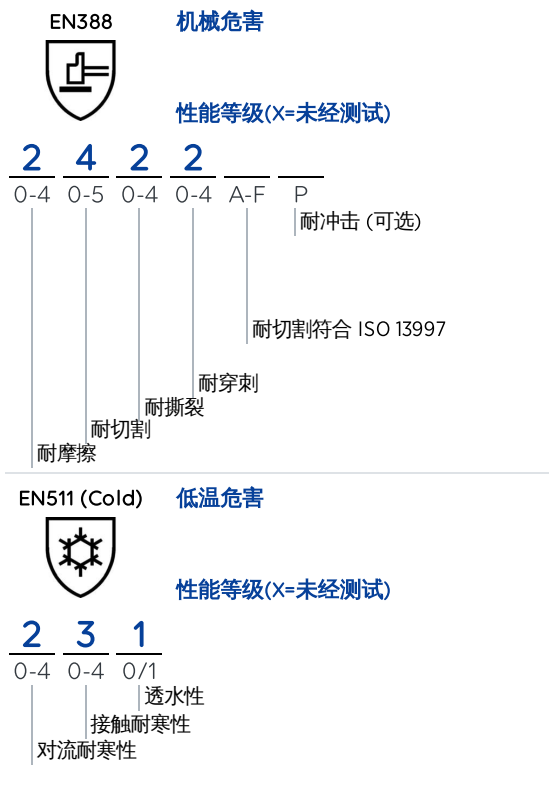 EN388
机械危害
性能等级(X=未经测试)
2 4 2 2
0-4 0-5 0-4 0-4 A-F P
耐冲击 (可选)
耐切割符合 ISO 13997
耐穿刺
耐撕裂
耐切割
耐摩擦
EN511 (Cold)
低温危害
性能等级(X=未经测试)
2 3 1
0-4 0-4 0/1
透水性
接触耐寒性
对流耐寒性